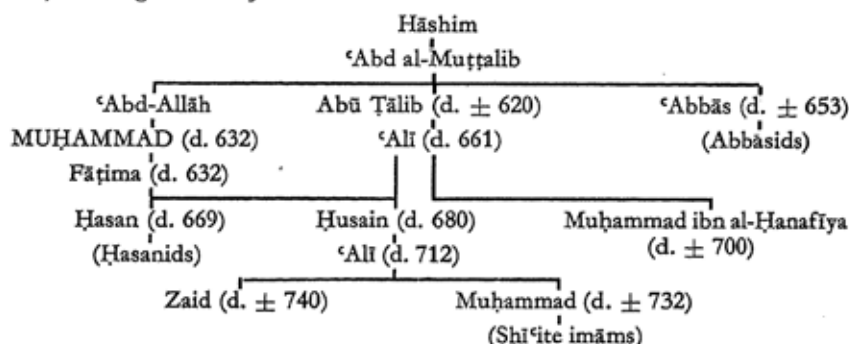 Hāshim
ʿAbd al-Muṭṭalib
ʿAbd-Allāh Abū Ṭālib (d. ± 620) ʿAbbās (d. ± 653)
MUḤAMMAD (d. 632) ʿAlī (d. 661) (Abbāsids)
Fāṭima (d. 632)
Ḥasan (d. 669) Ḥusain (d. 680) Muḥammad ibn al-Ḥanafīya
(Ḥasanids) ʿAlī (d. 712) (d. ± 700)
Zaid (d. ± 740) Muḥammad (d. ± 732)
(Shīʿite imāms)